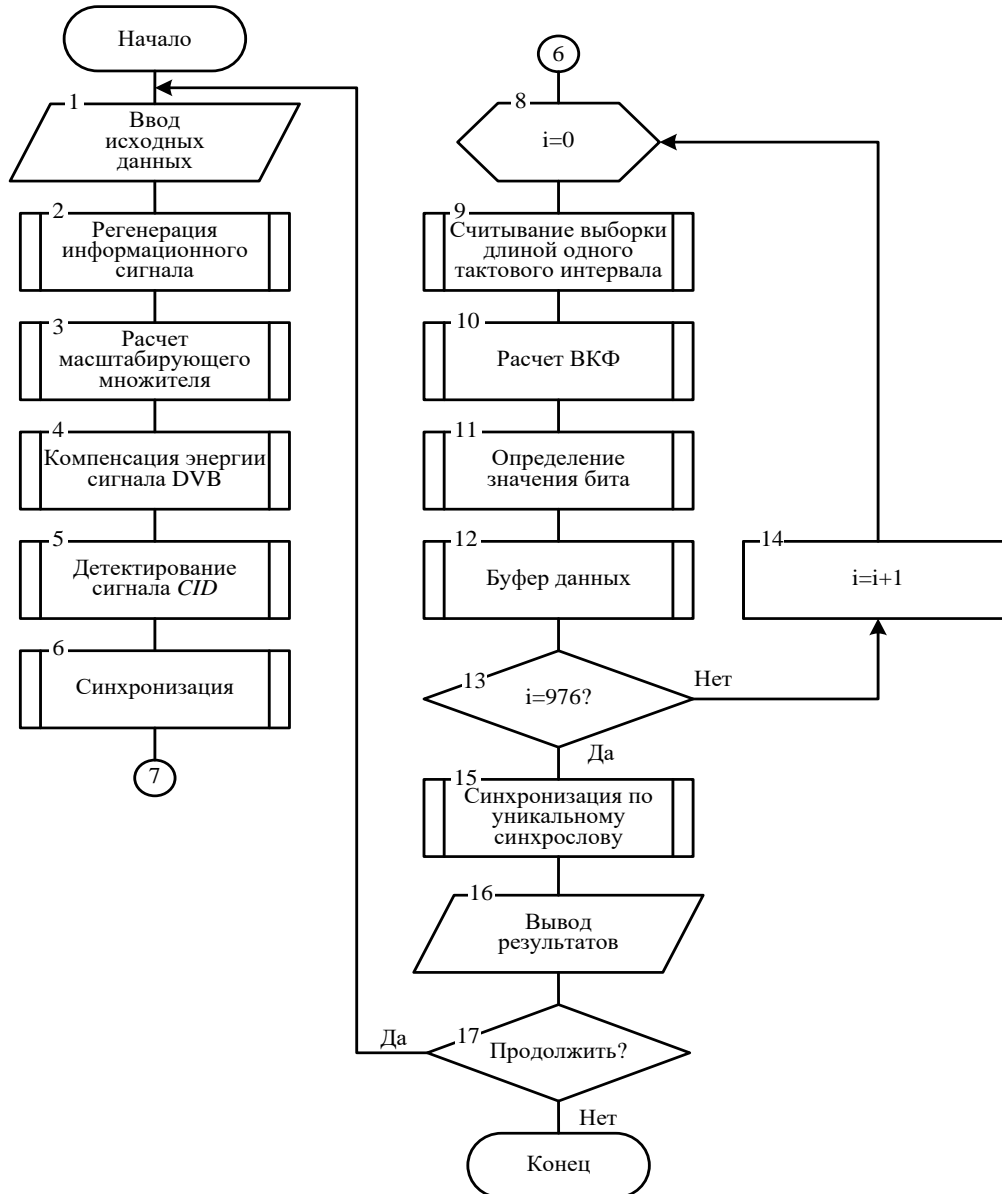 Начало
1
Ввод
исходных
данных
2
Регенерация
информационного
сигнала
3
Расчет
масштабирующего
множителя
4
Компенсация энергии
сигнала DVB
5
Детектирование
сигнала CID
6
Синхронизация
7
6
8
i=0
9
Считывание выборки
длиной одного
тактового интервала
10
Расчет ВКФ
11
Определение
значения бита
12
Буфер данных
14
i=i+1
13
i=976?
Нет
Да
15
Синхронизация по
уникальному
синхрослову
16
Вывод
результатов
17
Продолжить?
Да
Нет
Конец